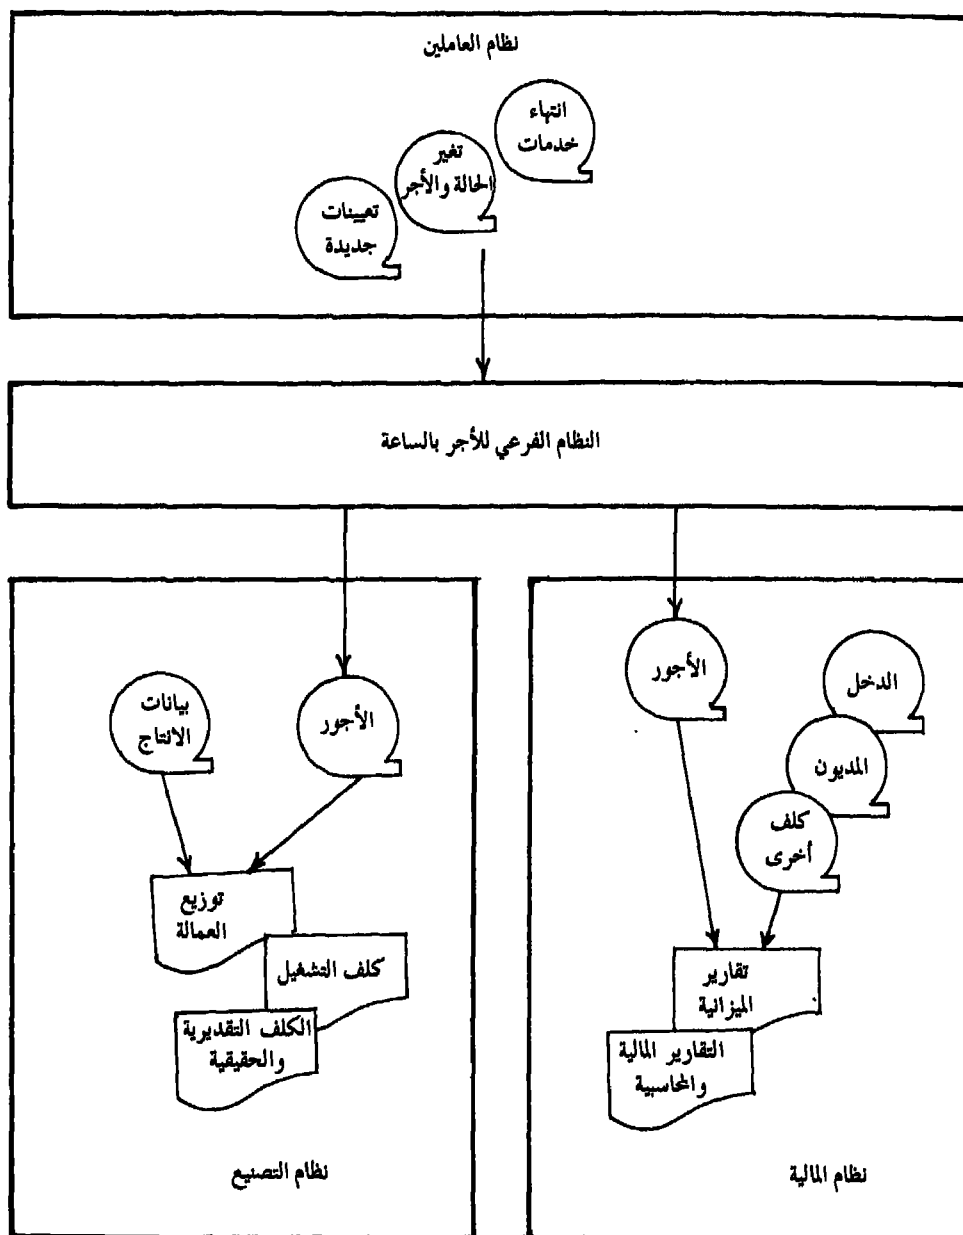 نظام العاملين
انتهاء
خدمات
تغير
الحالة والأجر
تعيينات
جديدة
النظام الفرعي للأجر بالساعة
الأجور
الدخل
المديون
كلف
أخرى
تقارير
الميزانية
التقارير المالية
والمحاسبية
نظام المالية
الأجور
بيانات
الانتاج
توزيع
العمالة
كلف التشغيل
الكلف التقديرية
والحقيقية
نظام التصنيع